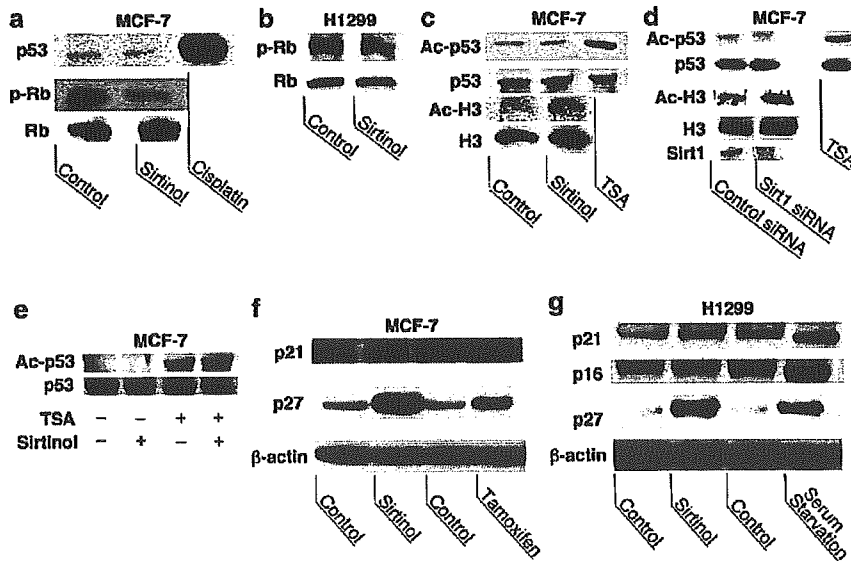 a
MCF-7
p53
p-Rb
Rb
Control
Sirtinol
Cisplatin
b
H1299
p-Rb
Rb
Control
Sirtinol
c
MCF-7
Ac-p53
p53
Ac-H3
H3
Control
Sirtinol
TSA
d
MCF-7
Ac-p53
p53
Ac-H3
H3
Sirt1
Control siRNA
Sirt1 siRNA
TSA
e
MCF-7
Ac-p53
p53
TSA − − + +
Sirtinol − + − +
f
MCF-7
p21
p27
β-actin
Control
Sirtinol
Control
Tamoxifen
g
H1299
p21
p16
p27
β-actin
Control
Sirtinol
Control
Serum
Starvation